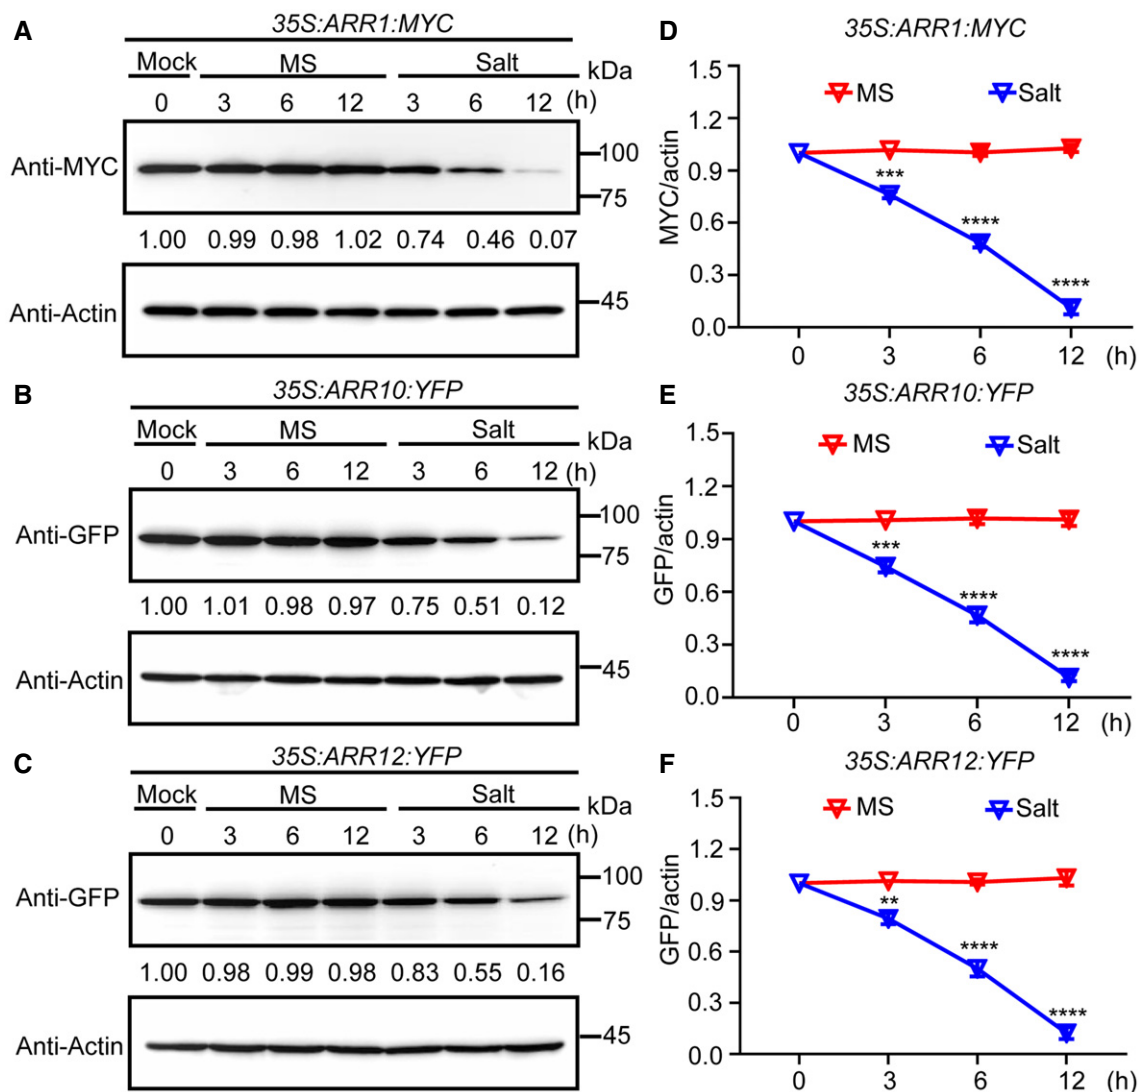 A
35S:ARR1:MYC
Mock MS Salt kDa
0 3 6 12 3 6 12 (h)
Anti-MYC
100
75
1.00 0.99 0.98 1.02 0.74 0.46 0.07
Anti-Actin
45
D
35S:ARR1:MYC
MS Salt
MYC/actin
1.5
1.2
0.9
0.6
0.3
0.0
***
****
****
0 3 6 12 (h)
B
35S:ARR10:YFP
Mock MS Salt kDa
0 3 6 12 3 6 12 (h)
Anti-GFP
100
75
1.00 1.01 0.98 0.97 0.75 0.51 0.12
Anti-Actin
45
E
35S:ARR10:YFP
MS Salt
GFP/actin
1.5
1.2
0.9
0.6
0.3
0.0
***
****
****
0 3 6 12 (h)
C
35S:ARR12:YFP
Mock MS Salt kDa
0 3 6 12 3 6 12 (h)
Anti-GFP
100
75
1.00 0.98 0.99 0.98 0.83 0.55 0.16
Anti-Actin
45
F
35S:ARR12:YFP
MS Salt
GFP/actin
1.5
1.2
0.9
0.6
0.3
0.0
**
****
****
0 3 6 12 (h)